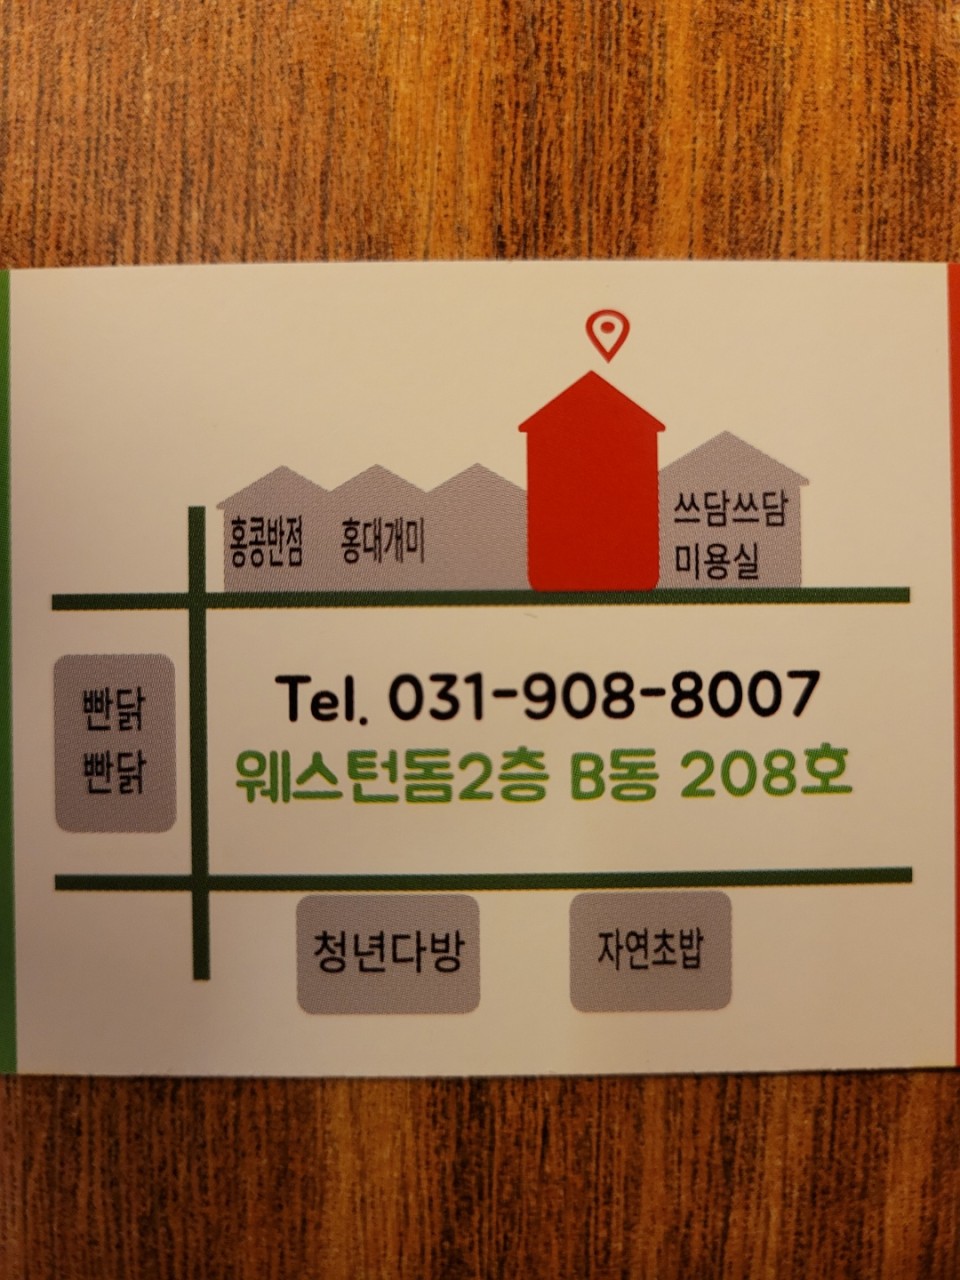 홍콩반점
홍대개미
쓰담쓰담
미용실
빤닭
빤닭
Tel. 031-908-8007
웨스턴돔2층 B동 208호
청년다방
자연초밥